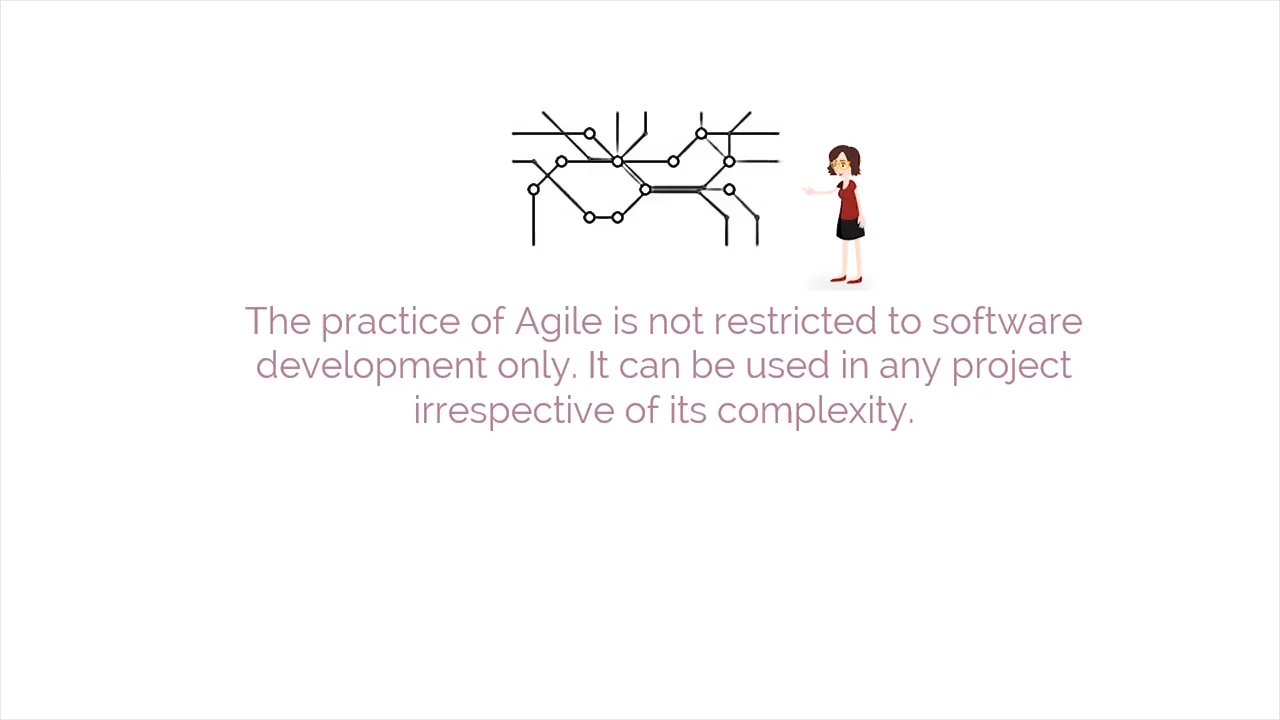 The practice of Agile is not restricted to software
development only. It can be used in any project
irrespective of its complexity.